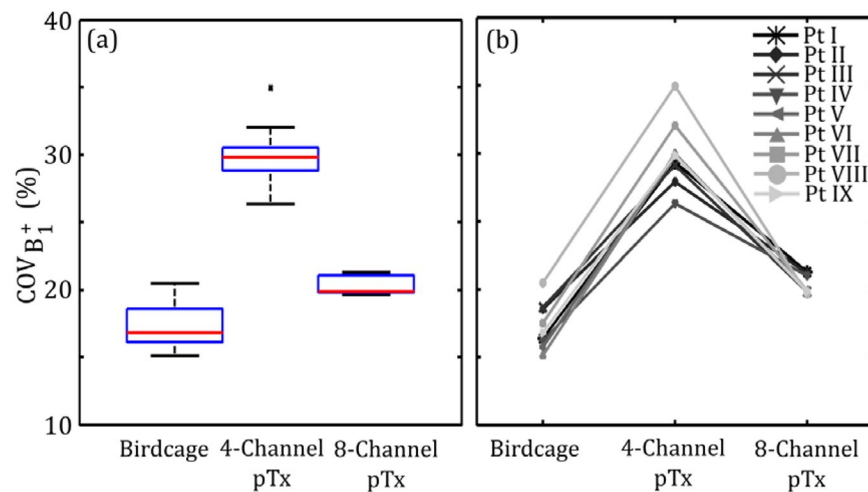 (a)
40
30
20
10
COV B₁⁺ (%)
Birdcage 4-Channel pTx 8-Channel pTx
(b)
Pt I
Pt II
Pt III
Pt IV
Pt V
Pt VI
Pt VII
Pt VIII
Pt IX
Birdcage 4-Channel pTx 8-Channel pTx